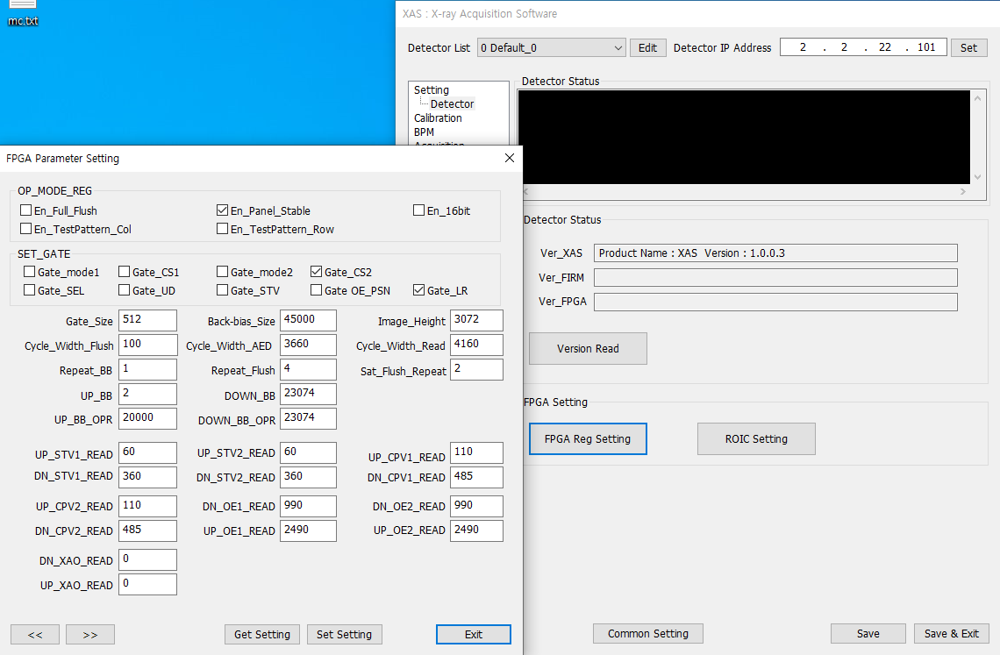 mc.txt
XAS : X-ray Acquisition Software
Detector List 0 Default_0 Edit Detector IP Address 2 . 2 . 22 . 101 Set
Setting
Detector
Calibration
BPM
Acquisition
Detector Status
FPGA Parameter Setting
OP_MODE_REG
En_Full_Flush En_Panel_Stable En_16bit
En_TestPattern_Col En_TestPattern_Row
SET_GATE
Gate_mode1 Gate_CS1 Gate_mode2 Gate_CS2
Gate_SEL Gate_UD Gate_STV Gate OE_PSN Gate_LR
Gate_Size 512 Back-bias_Size 45000 Image_Height 3072
Cycle_Width_Flush 100 Cycle_Width_AED 3660 Cycle_Width_Read 4160
Repeat_BB 1 Repeat_Flush 4 Sat_Flush_Repeat 2
UP_BB 2 DOWN_BB 23074
UP_BB_OPR 20000 DOWN_BB_OPR 23074
UP_STV1_READ 60 UP_STV2_READ 60 UP_CPV1_READ 110
DN_STV1_READ 360 DN_STV2_READ 360 DN_CPV1_READ 485
UP_CPV2_READ 110 DN_OE1_READ 990 DN_OE2_READ 990
DN_CPV2_READ 485 UP_OE1_READ 2490 UP_OE2_READ 2490
DN_XAO_READ 0
UP_XAO_READ 0
<< >> Get Setting Set Setting Exit
Detector Status
Ver_XAS Product Name : XAS Version : 1.0.0.3
Ver_FIRM
Ver_FPGA
Version Read
FPGA Setting
FPGA Reg Setting ROIC Setting
Common Setting Save Save & Exit